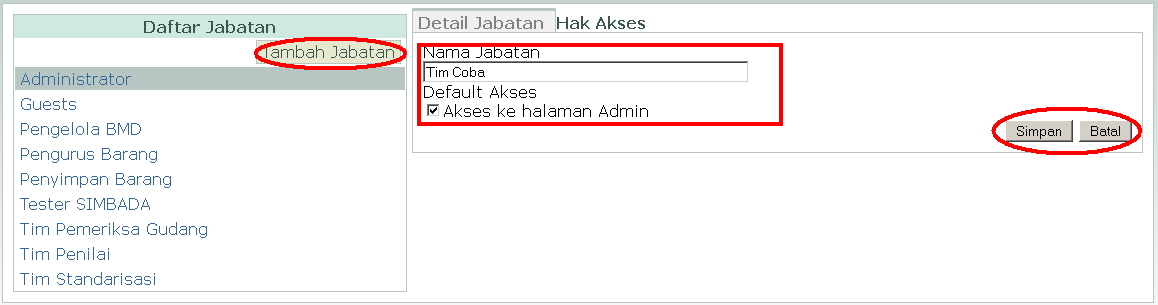 Daftar Jabatan
Tambah Jabatan
Administrator
Guests
Pengelola BMD
Pengurus Barang
Penyimpan Barang
Tester SIMBADA
Tim Pemeriksa Gudang
Tim Penilai
Tim Standarisasi
Detail Jabatan Hak Akses
Nama Jabatan
Tim Coba
Default Akses
Akses ke halaman Admin
Simpan Batal